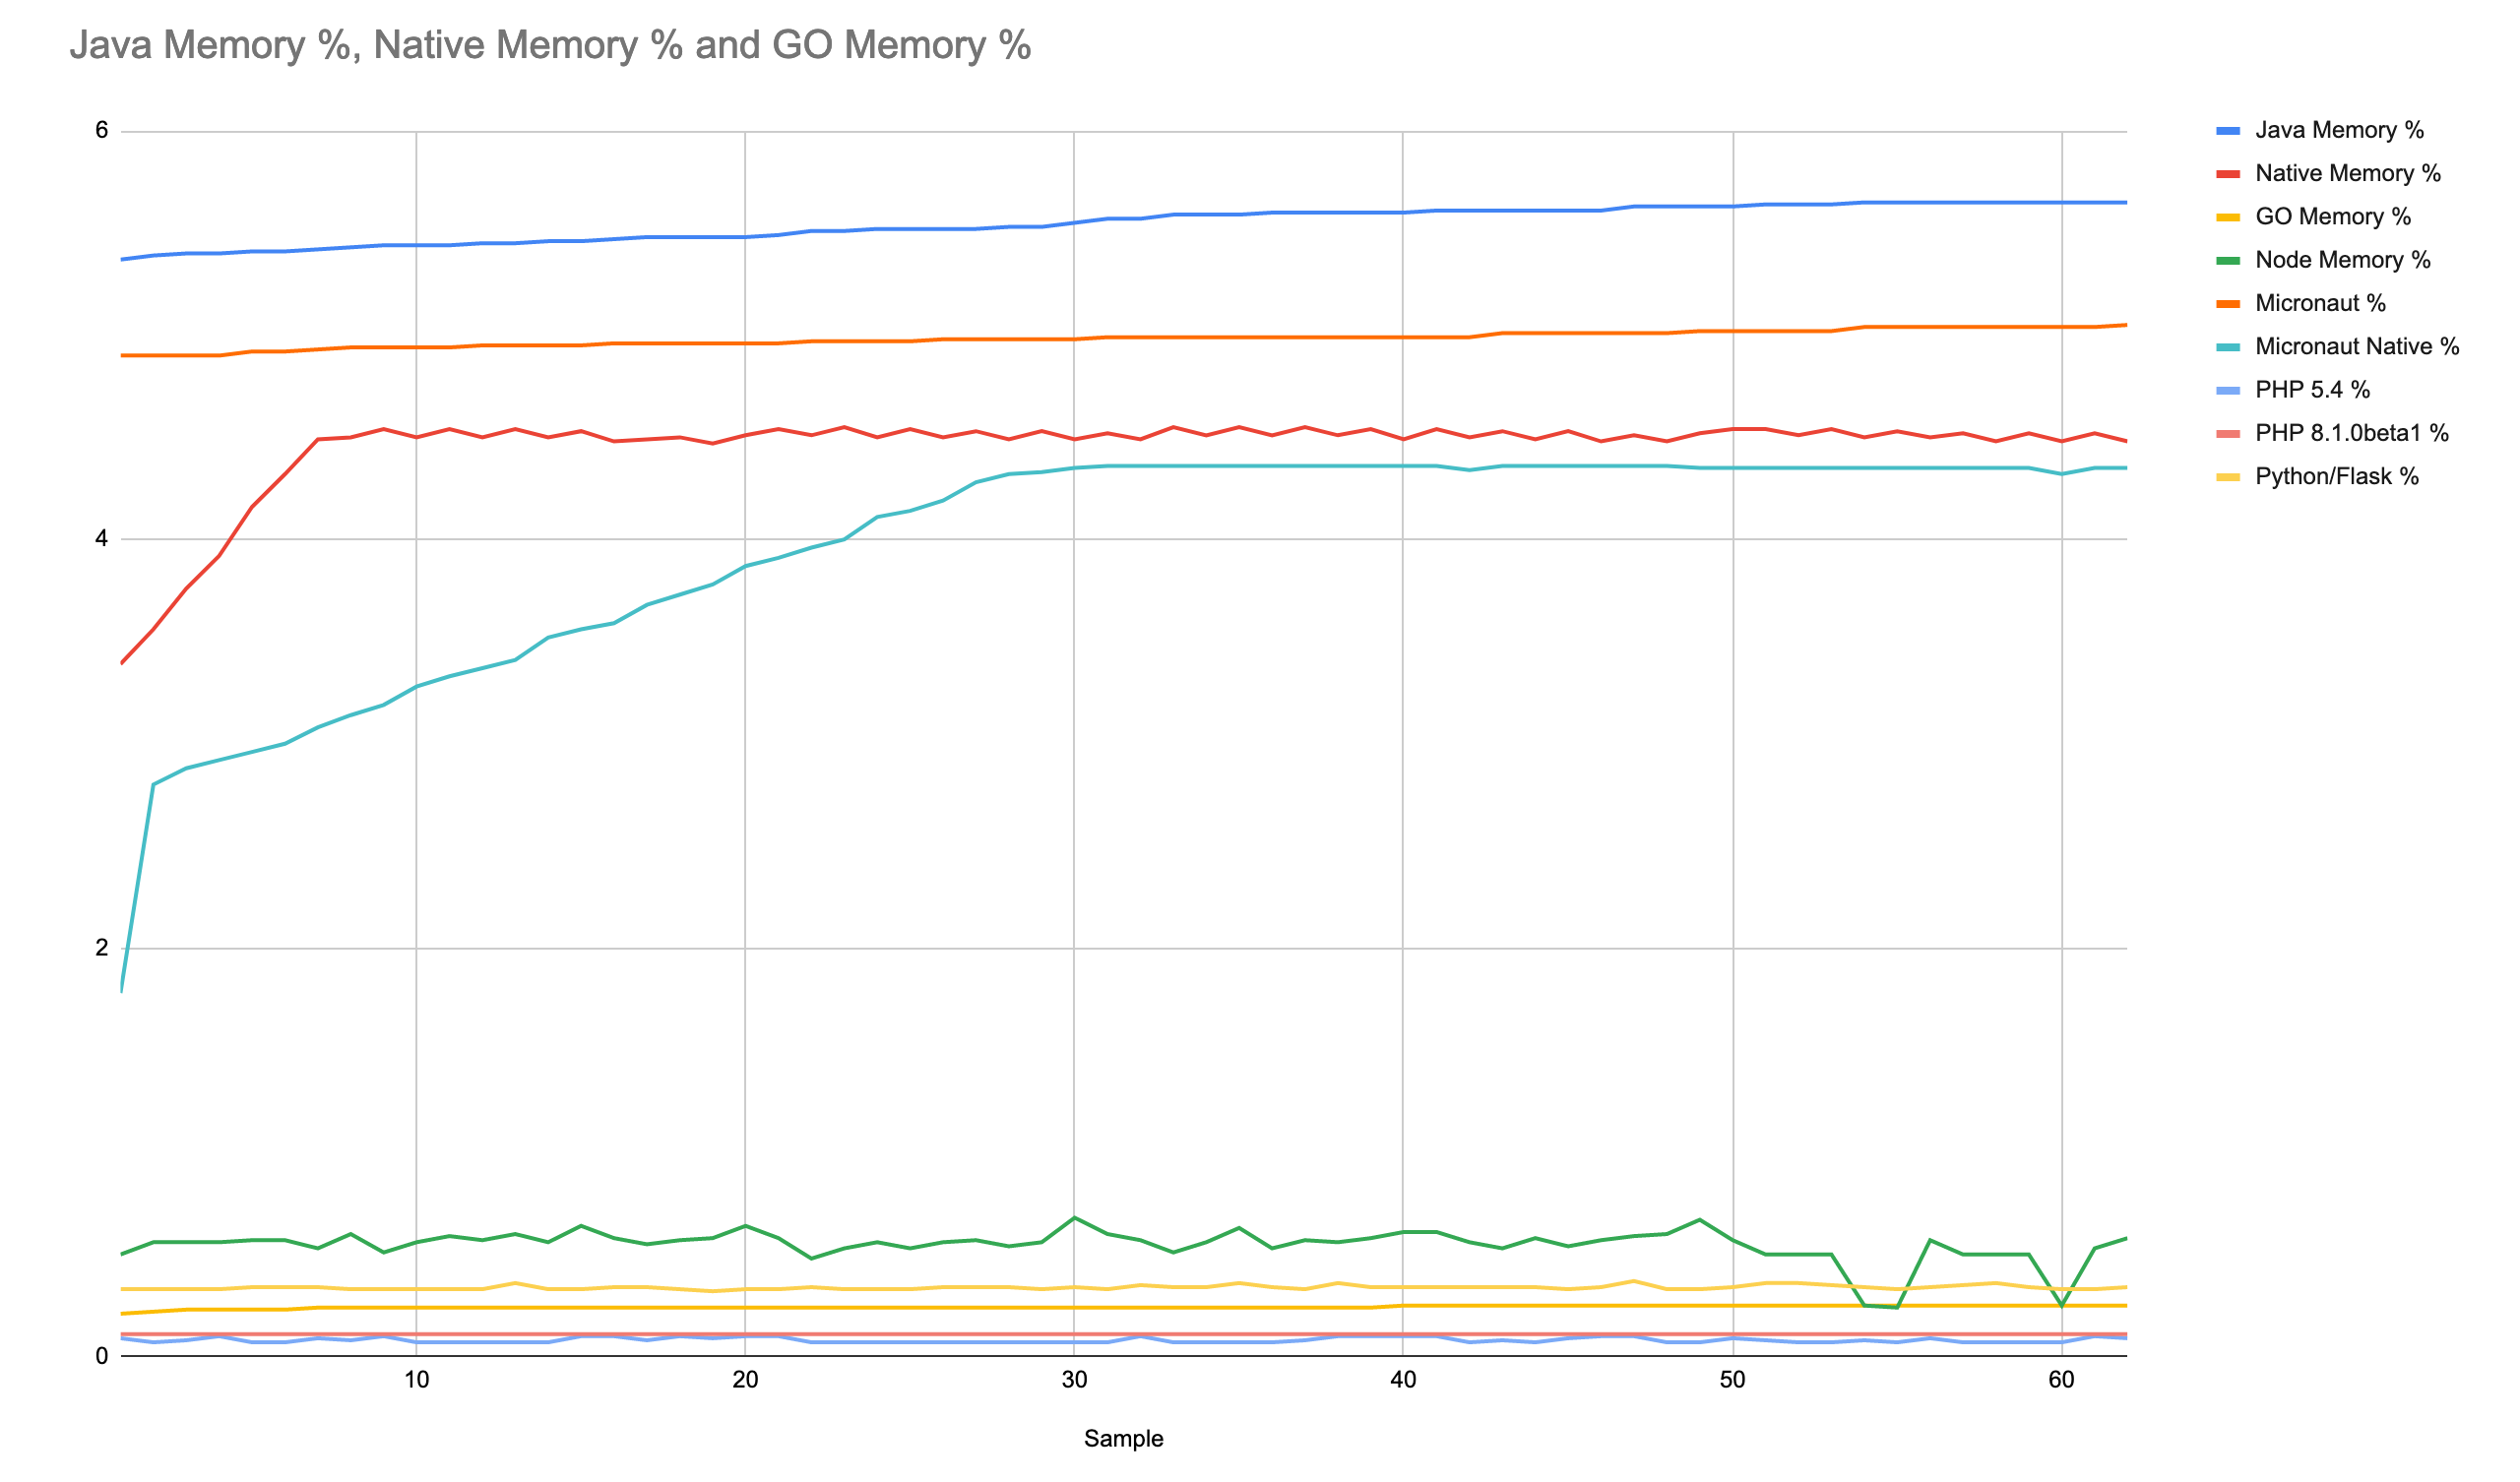 Java Memory %, Native Memory % and GO Memory %
6
4
2
0
10 20 30 40 50 60
Sample
Java Memory %
Native Memory %
GO Memory %
Node Memory %
Micronaut %
Micronaut Native %
PHP 5.4 %
PHP 8.1.0beta1 %
Python/Flask %